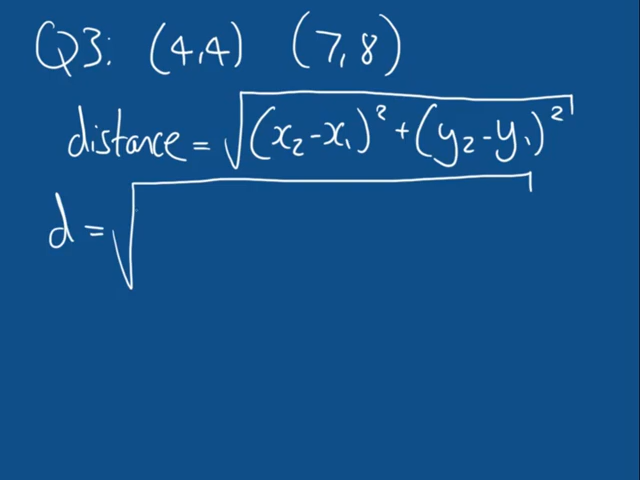 Q3: (4,4) (7,8)
distance = √(x₂-x₁)² + (y₂-y₁)²
d = √